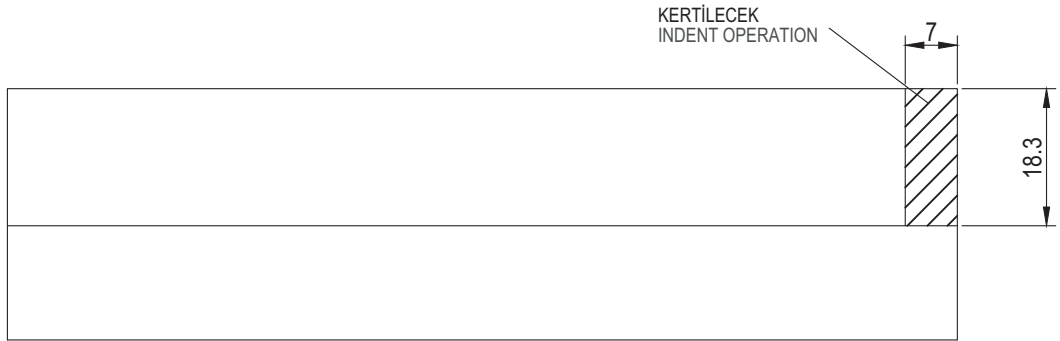 KERTİLECEK
INDENT OPERATION
7
18.3